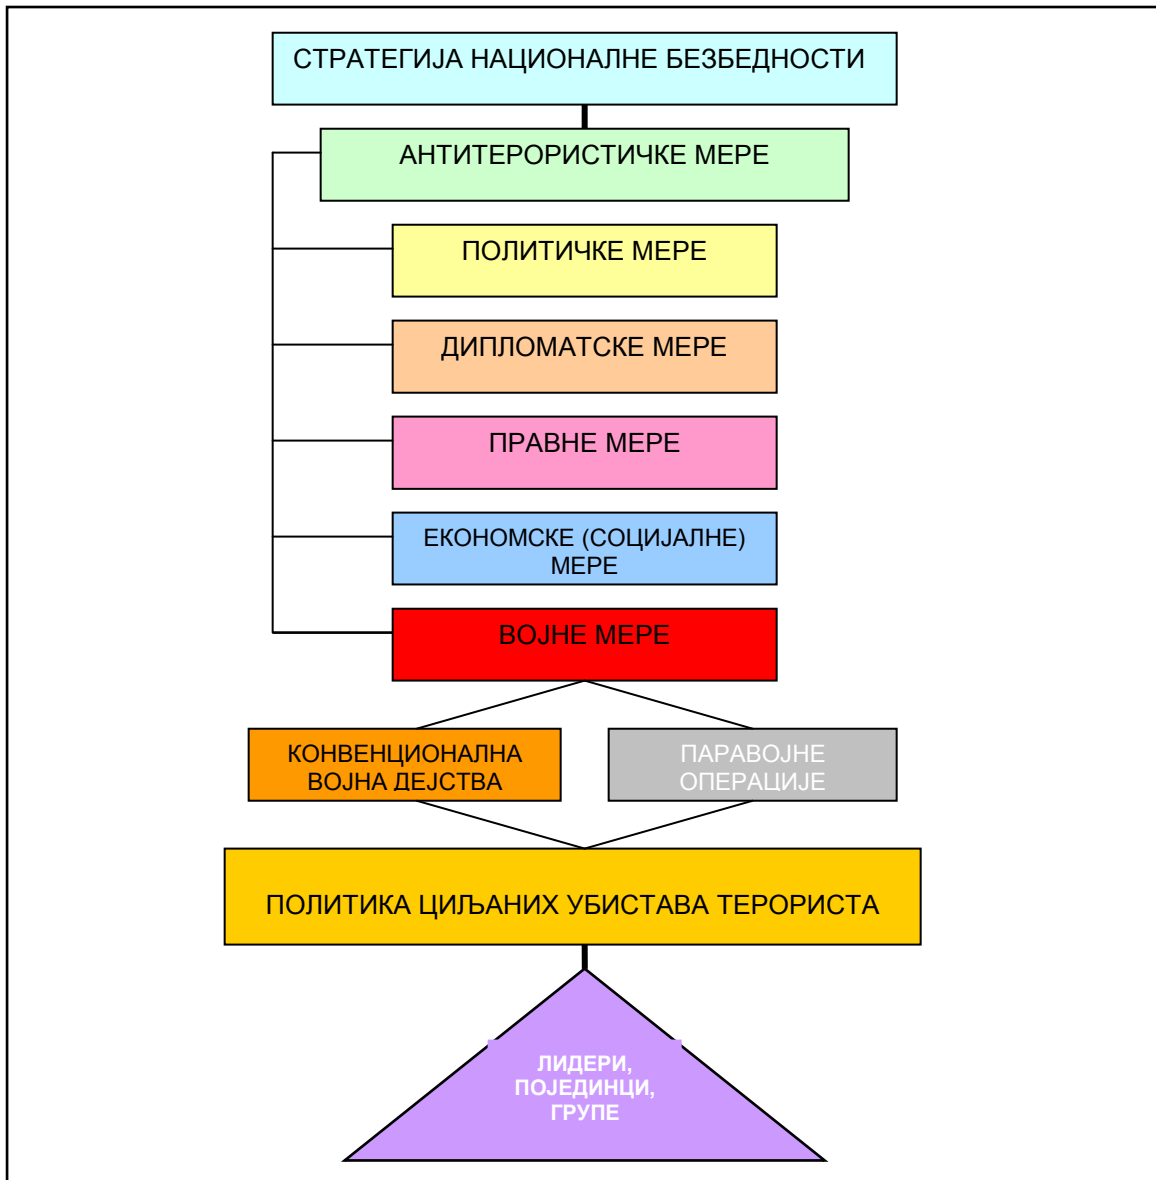 СТРАТЕГИЈА НАЦИОНАЛНЕ БЕЗБЕДНОСТИ
АНТИТЕРОРИСТИЧКЕ МЕРЕ
ПОЛИТИЧКЕ МЕРЕ
ДИПЛОМАТСКЕ МЕРЕ
ПРАВНЕ МЕРЕ
ЕКОНОМСКЕ (СОЦИЈАЛНЕ)
МЕРЕ
ВОЈНЕ МЕРЕ
КОНВЕНЦИОНАЛНА
ВОЈНА ДЕЈСТВА
ПАРАВОЈНЕ
ОПЕРАЦИЈЕ
ПОЛИТИКА ЦИЉАНИХ УБИСТАВА ТЕРОРИСТА
ЛИДЕРИ,
ПОЈЕДИНЦИ,
ГРУПЕ